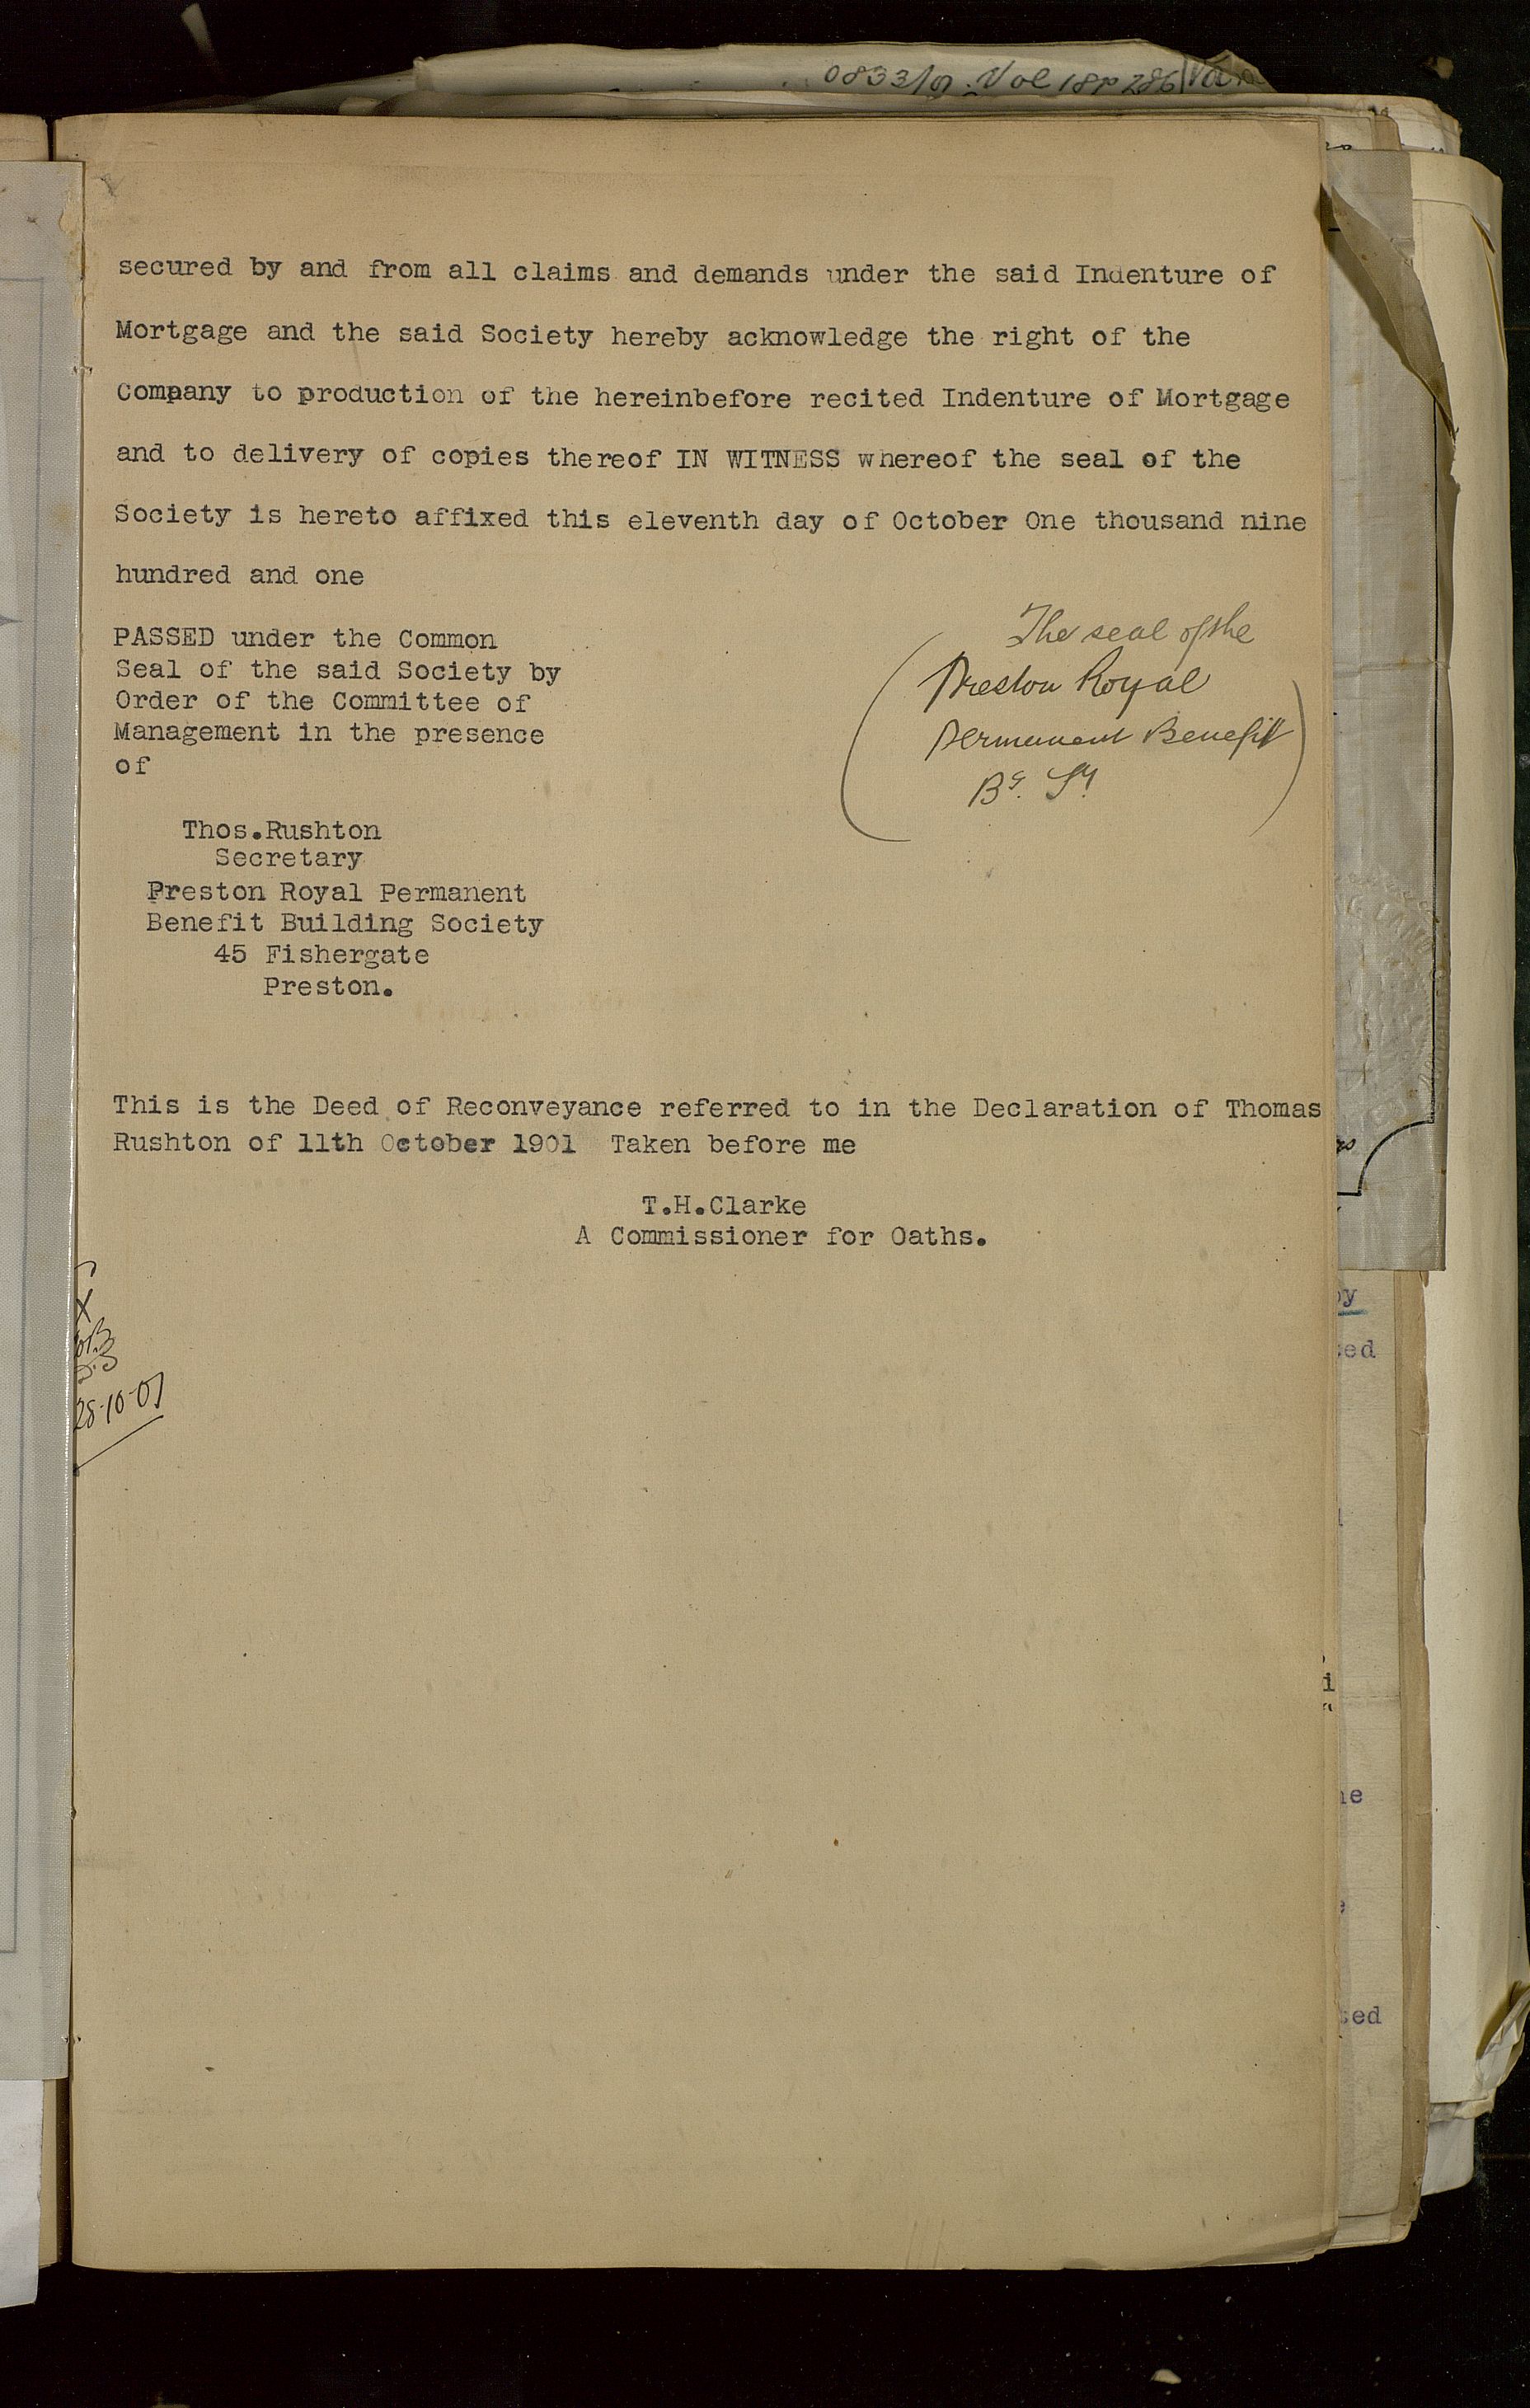 0833/01. Vol 18 p 286
secured by and from all claims and demands under the said Indenture of
Mortgage and the said Society hereby acknowledge the right of the
Company to production of the hereinbefore recited Indenture of Mortgage
and to delivery of copies thereof IN WITNESS whereof the seal of the
Society is hereto affixed this eleventh day of October One thousand nine
hundred and one
PASSED under the Common
Seal of the said Society by
Order of the Committee of
Management in the presence
of
The seal of the
Preston Royal
Permanent Benefit
Bg. Sy.
Thos.Rushton
Secretary
Preston Royal Permanent
Benefit Building Society
45 Fishergate
Preston.
This is the Deed of Reconveyance referred to in the Declaration of Thomas
Rushton of 11th October 1901 Taken before me
T.H.Clarke
A Commissioner for Oaths.
28-10-01